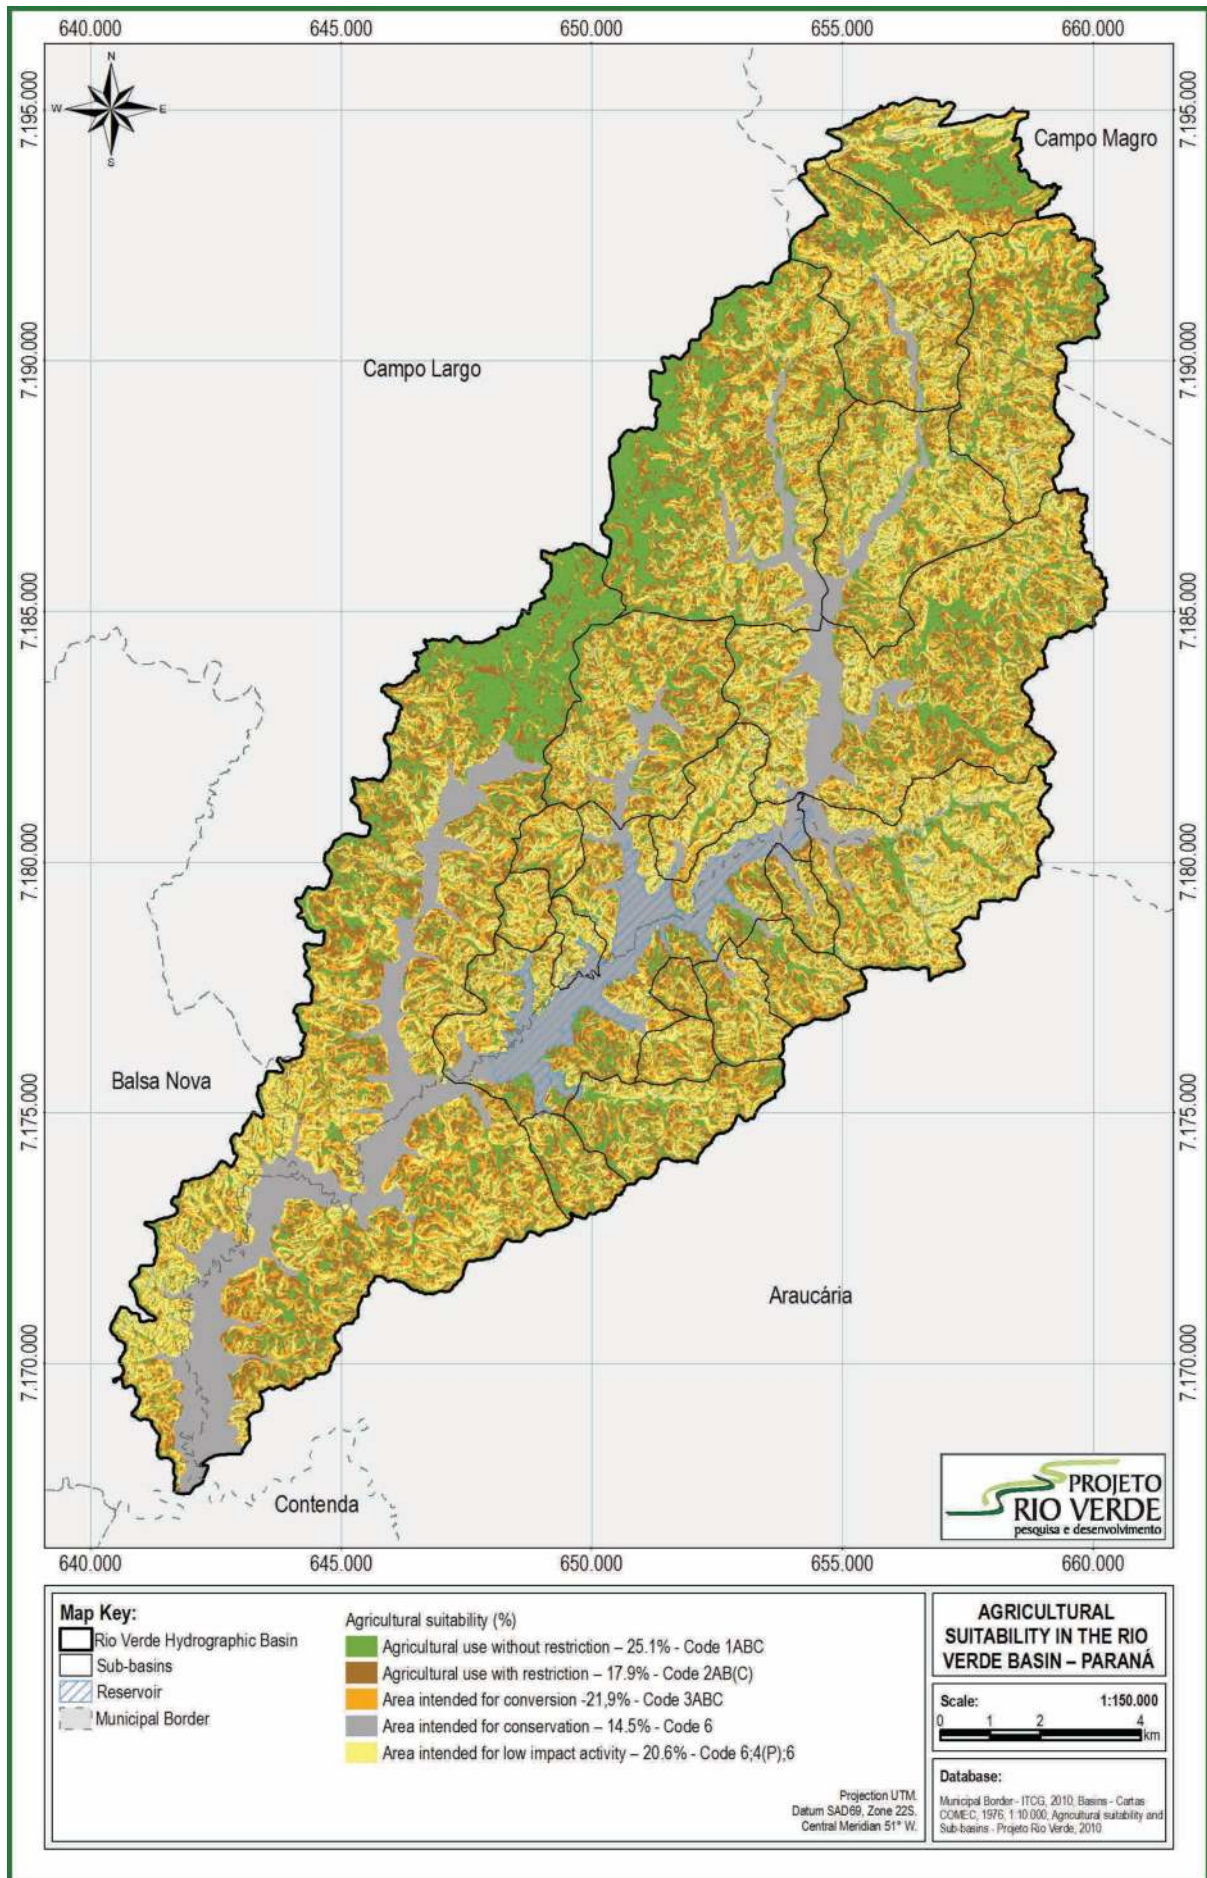 640.000 645.000 650.000 655.000 660.000
7.195.000 7.195.000
N
W E
S
Campo Magro
7.190.000 7.190.000
Campo Largo
7.185.000 7.185.000
7.180.000 7.180.000
Balsa Nova
7.175.000 7.175.000
Araucária
7.170.000 7.170.000
Contenda
PROJETO
RIO VERDE
pesquisa e desenvolvimento
640.000 645.000 650.000 655.000 660.000
Map Key:
Rio Verde Hydrographic Basin
Sub-basins
Reservoir
Municipal Border
Agricultural suitability (%)
Agricultural use without restriction – 25.1% - Code 1ABC
Agricultural use with restriction – 17.9% - Code 2AB(C)
Area intended for conversion -21,9% - Code 3ABC
Area intended for conservation – 14.5% - Code 6
Area intended for low impact activity – 20.6% - Code 6;4(P);6
Projection UTM.
Datum SAD69, Zone 22S.
Central Meridian 51° W.
AGRICULTURAL
SUITABILITY IN THE RIO
VERDE BASIN – PARANÁ
Scale: 1:150.000
0 1 2 4
km
Database:
Municipal Border - ITCG, 2010; Basins - Cartas
COMEC, 1976, 1:10.000; Agricultural suitability and
Sub-basins - Projeto Rio Verde, 2010